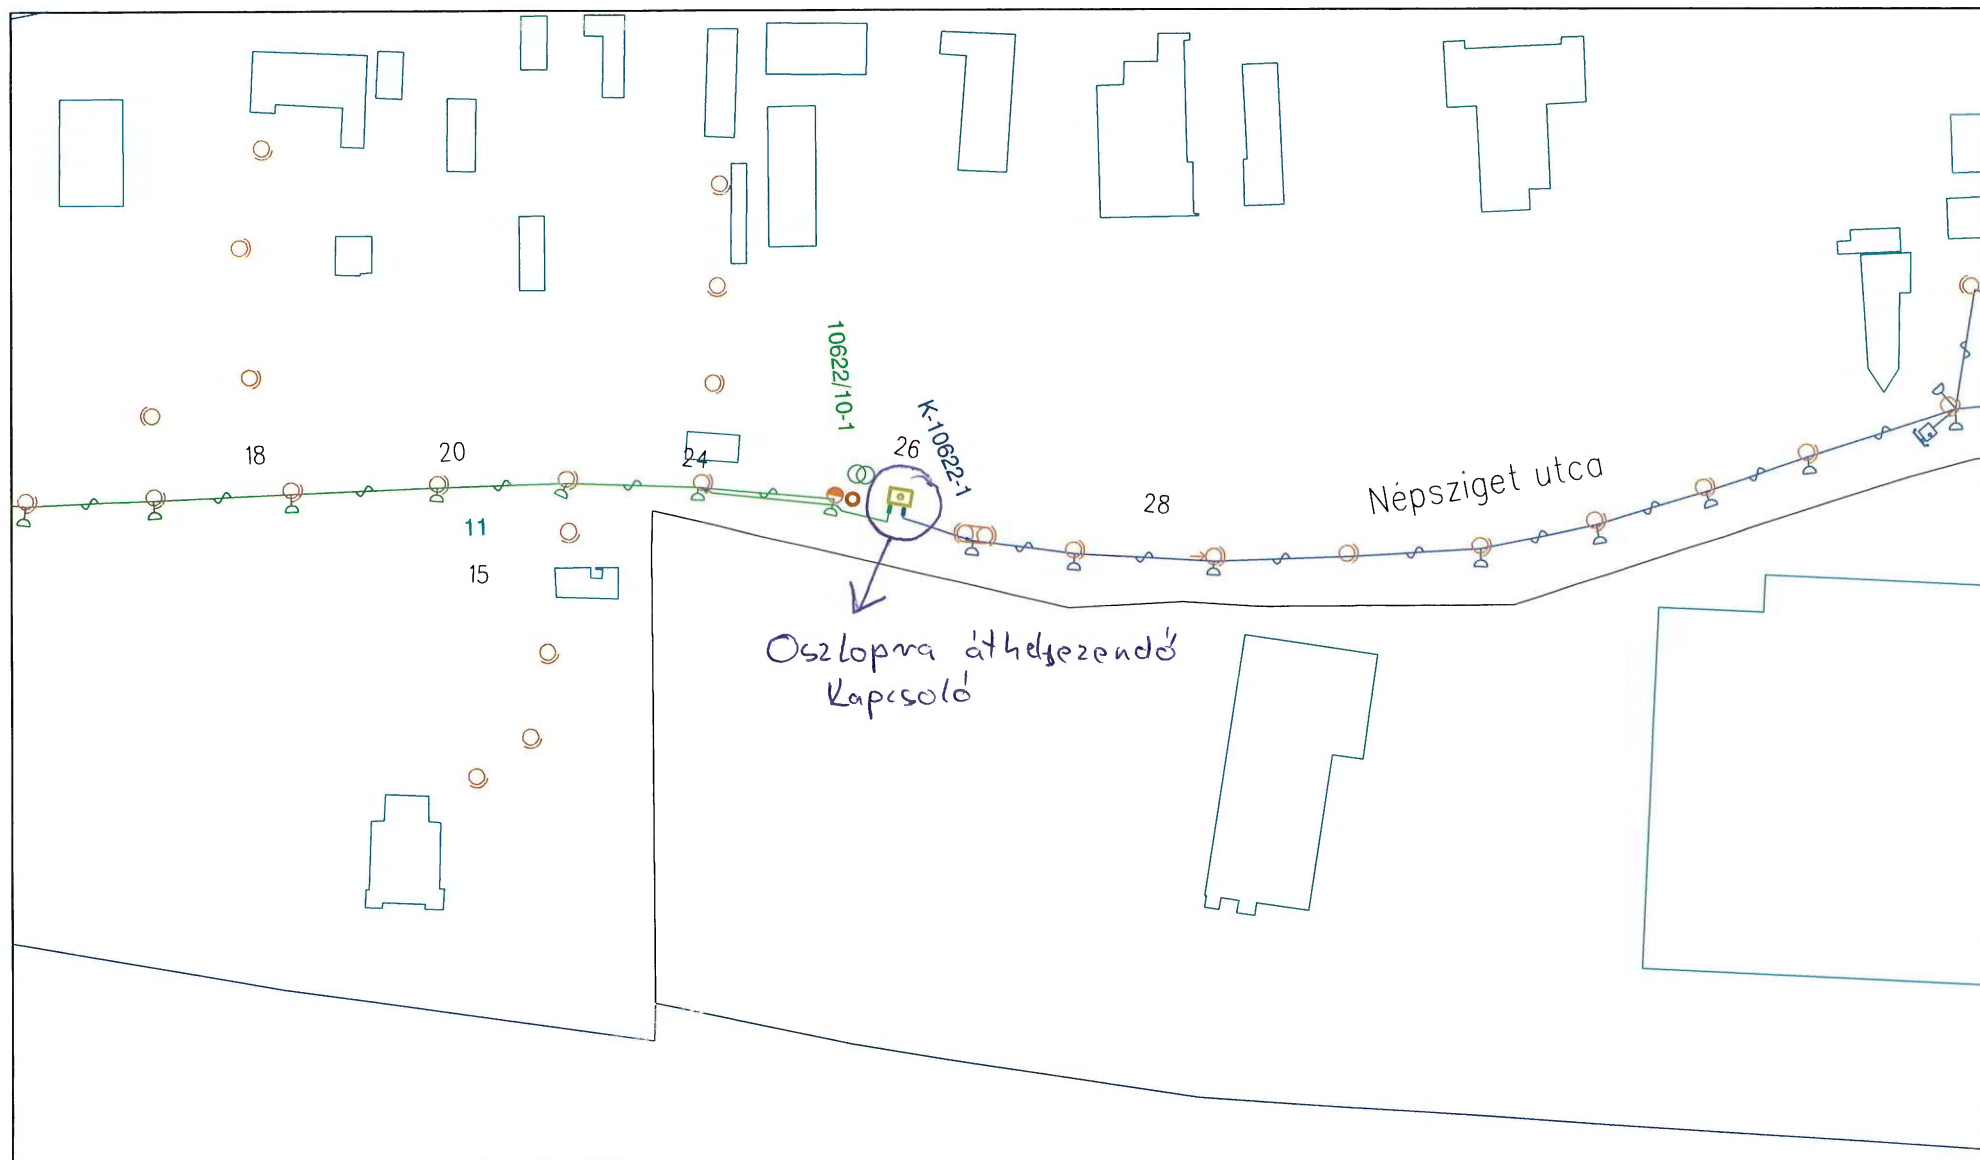 10622/10-1
K-10622-1
26
18
20
24
28
Népsziget utca
11
15
Oszlopra áthelyezendő
Kapcsoló